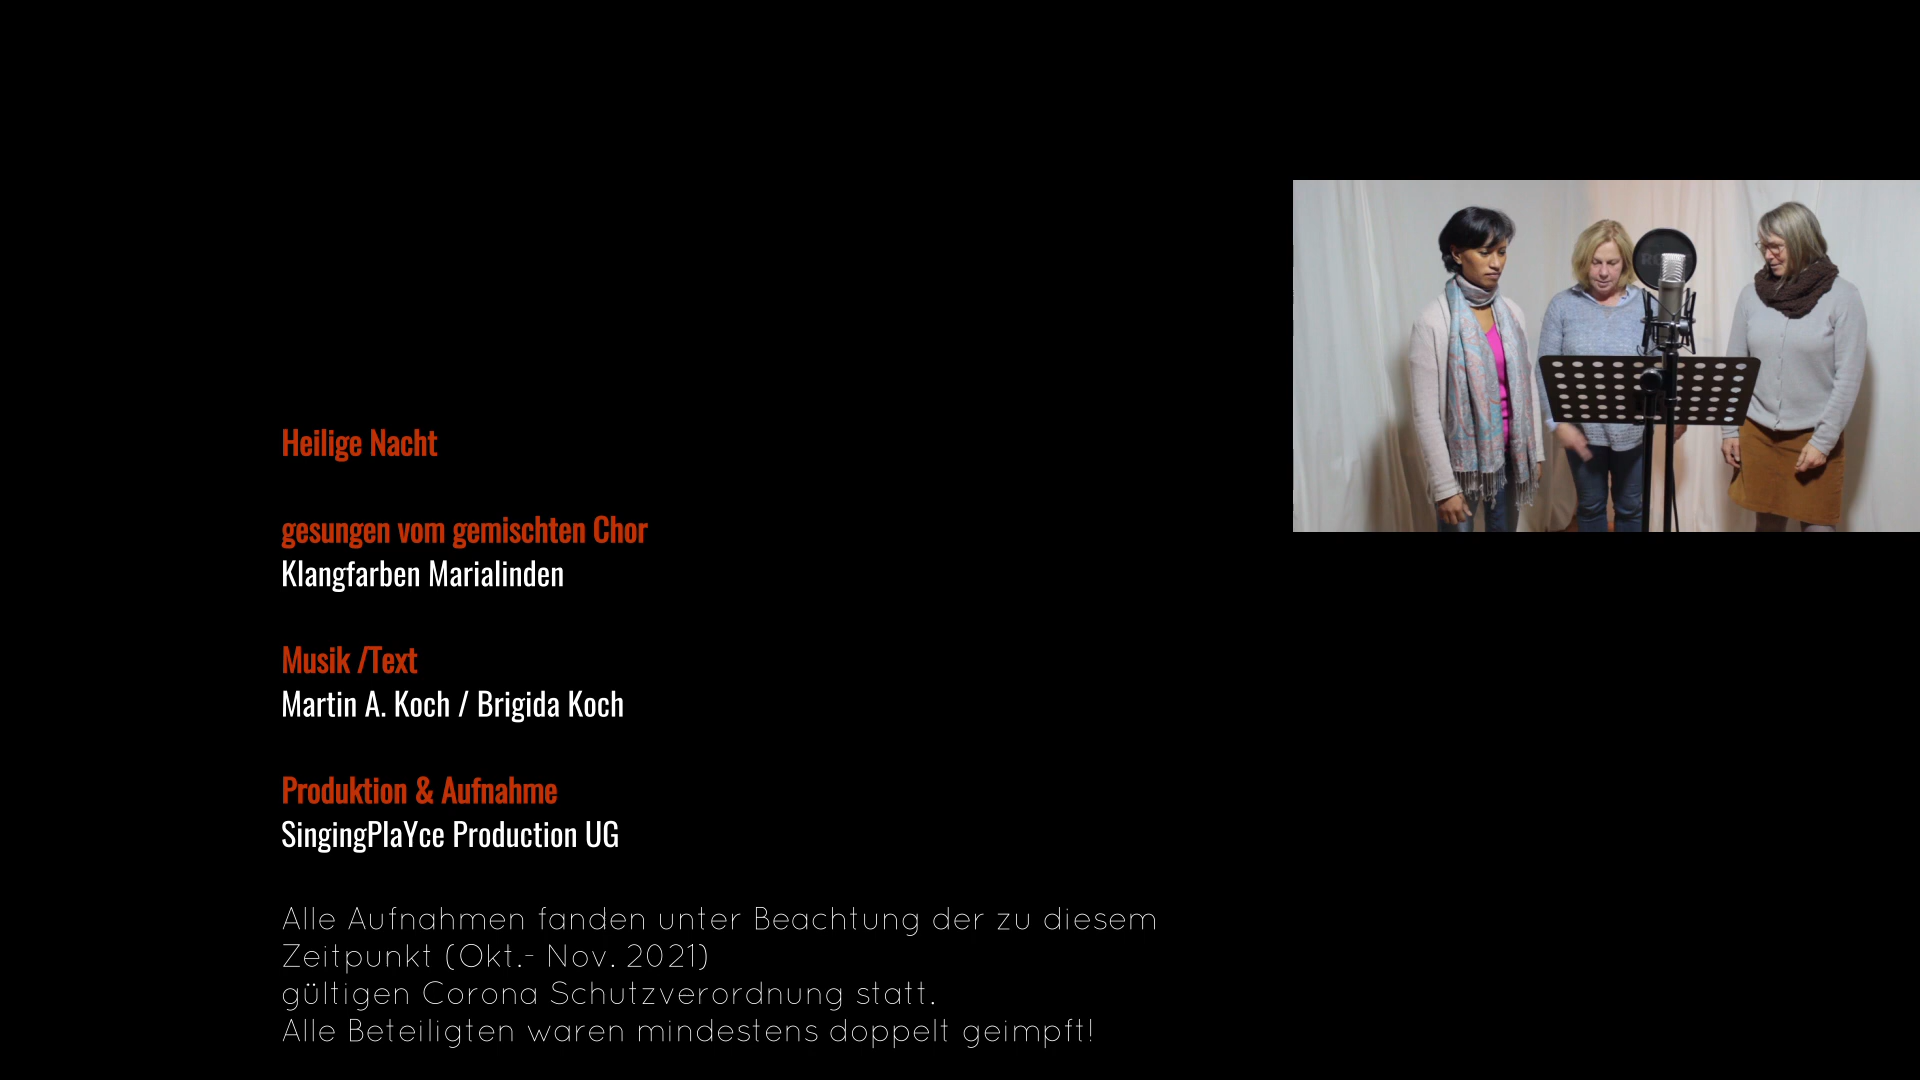 Heilige Nacht
gesungen vom gemischten Chor
Klangfarben Marialinden
Musik /Text
Martin A. Koch / Brigida Koch
Produktion & Aufnahme
SingingPlaYce Production UG
Alle Aufnahmen fanden unter Beachtung der zu diesem
Zeitpunkt (Okt.- Nov. 2021)
gültigen Corona Schutzverordnung statt.
Alle Beteiligten waren mindestens doppelt geimpft!